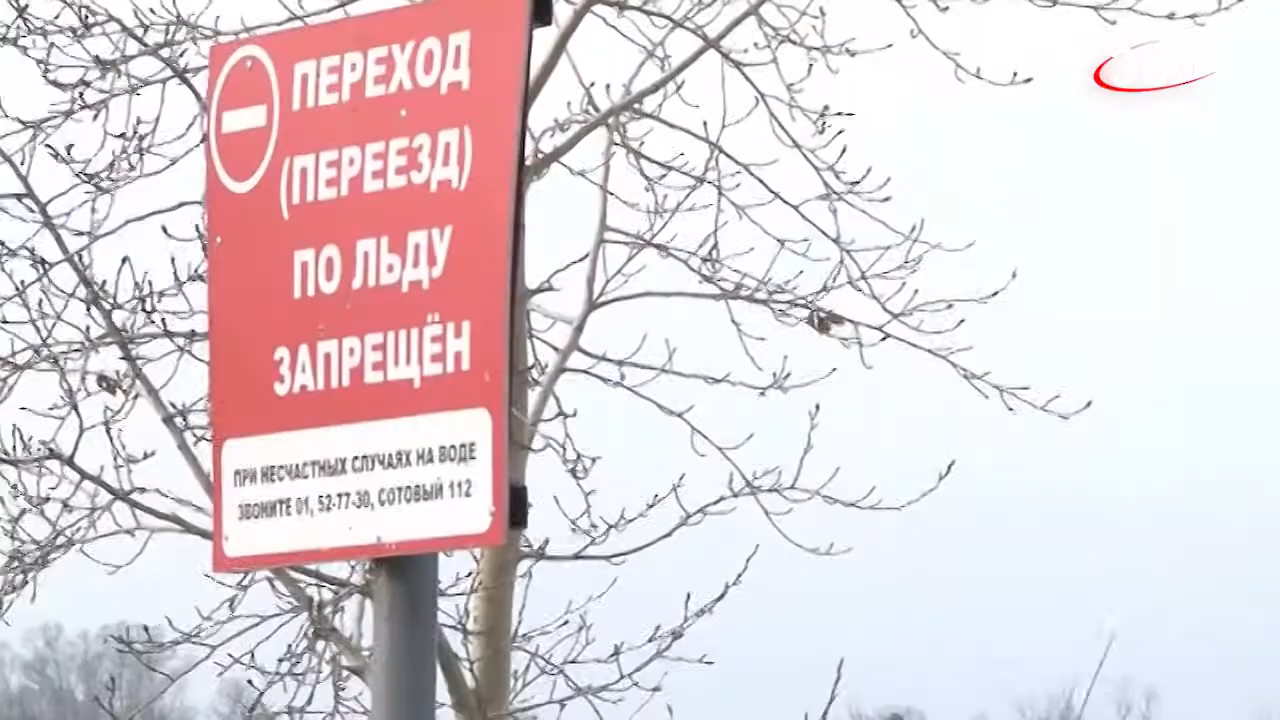 ПЕРЕХОД
(ПЕРЕЕЗД)
ПО ЛЬДУ
ЗАПРЕЩЁН
ПРИ НЕСЧАСТНЫХ СЛУЧАЯХ НА ВОДЕ
ЗВОНИТЕ 01, 52-77-30, СОТОВЫЙ 112